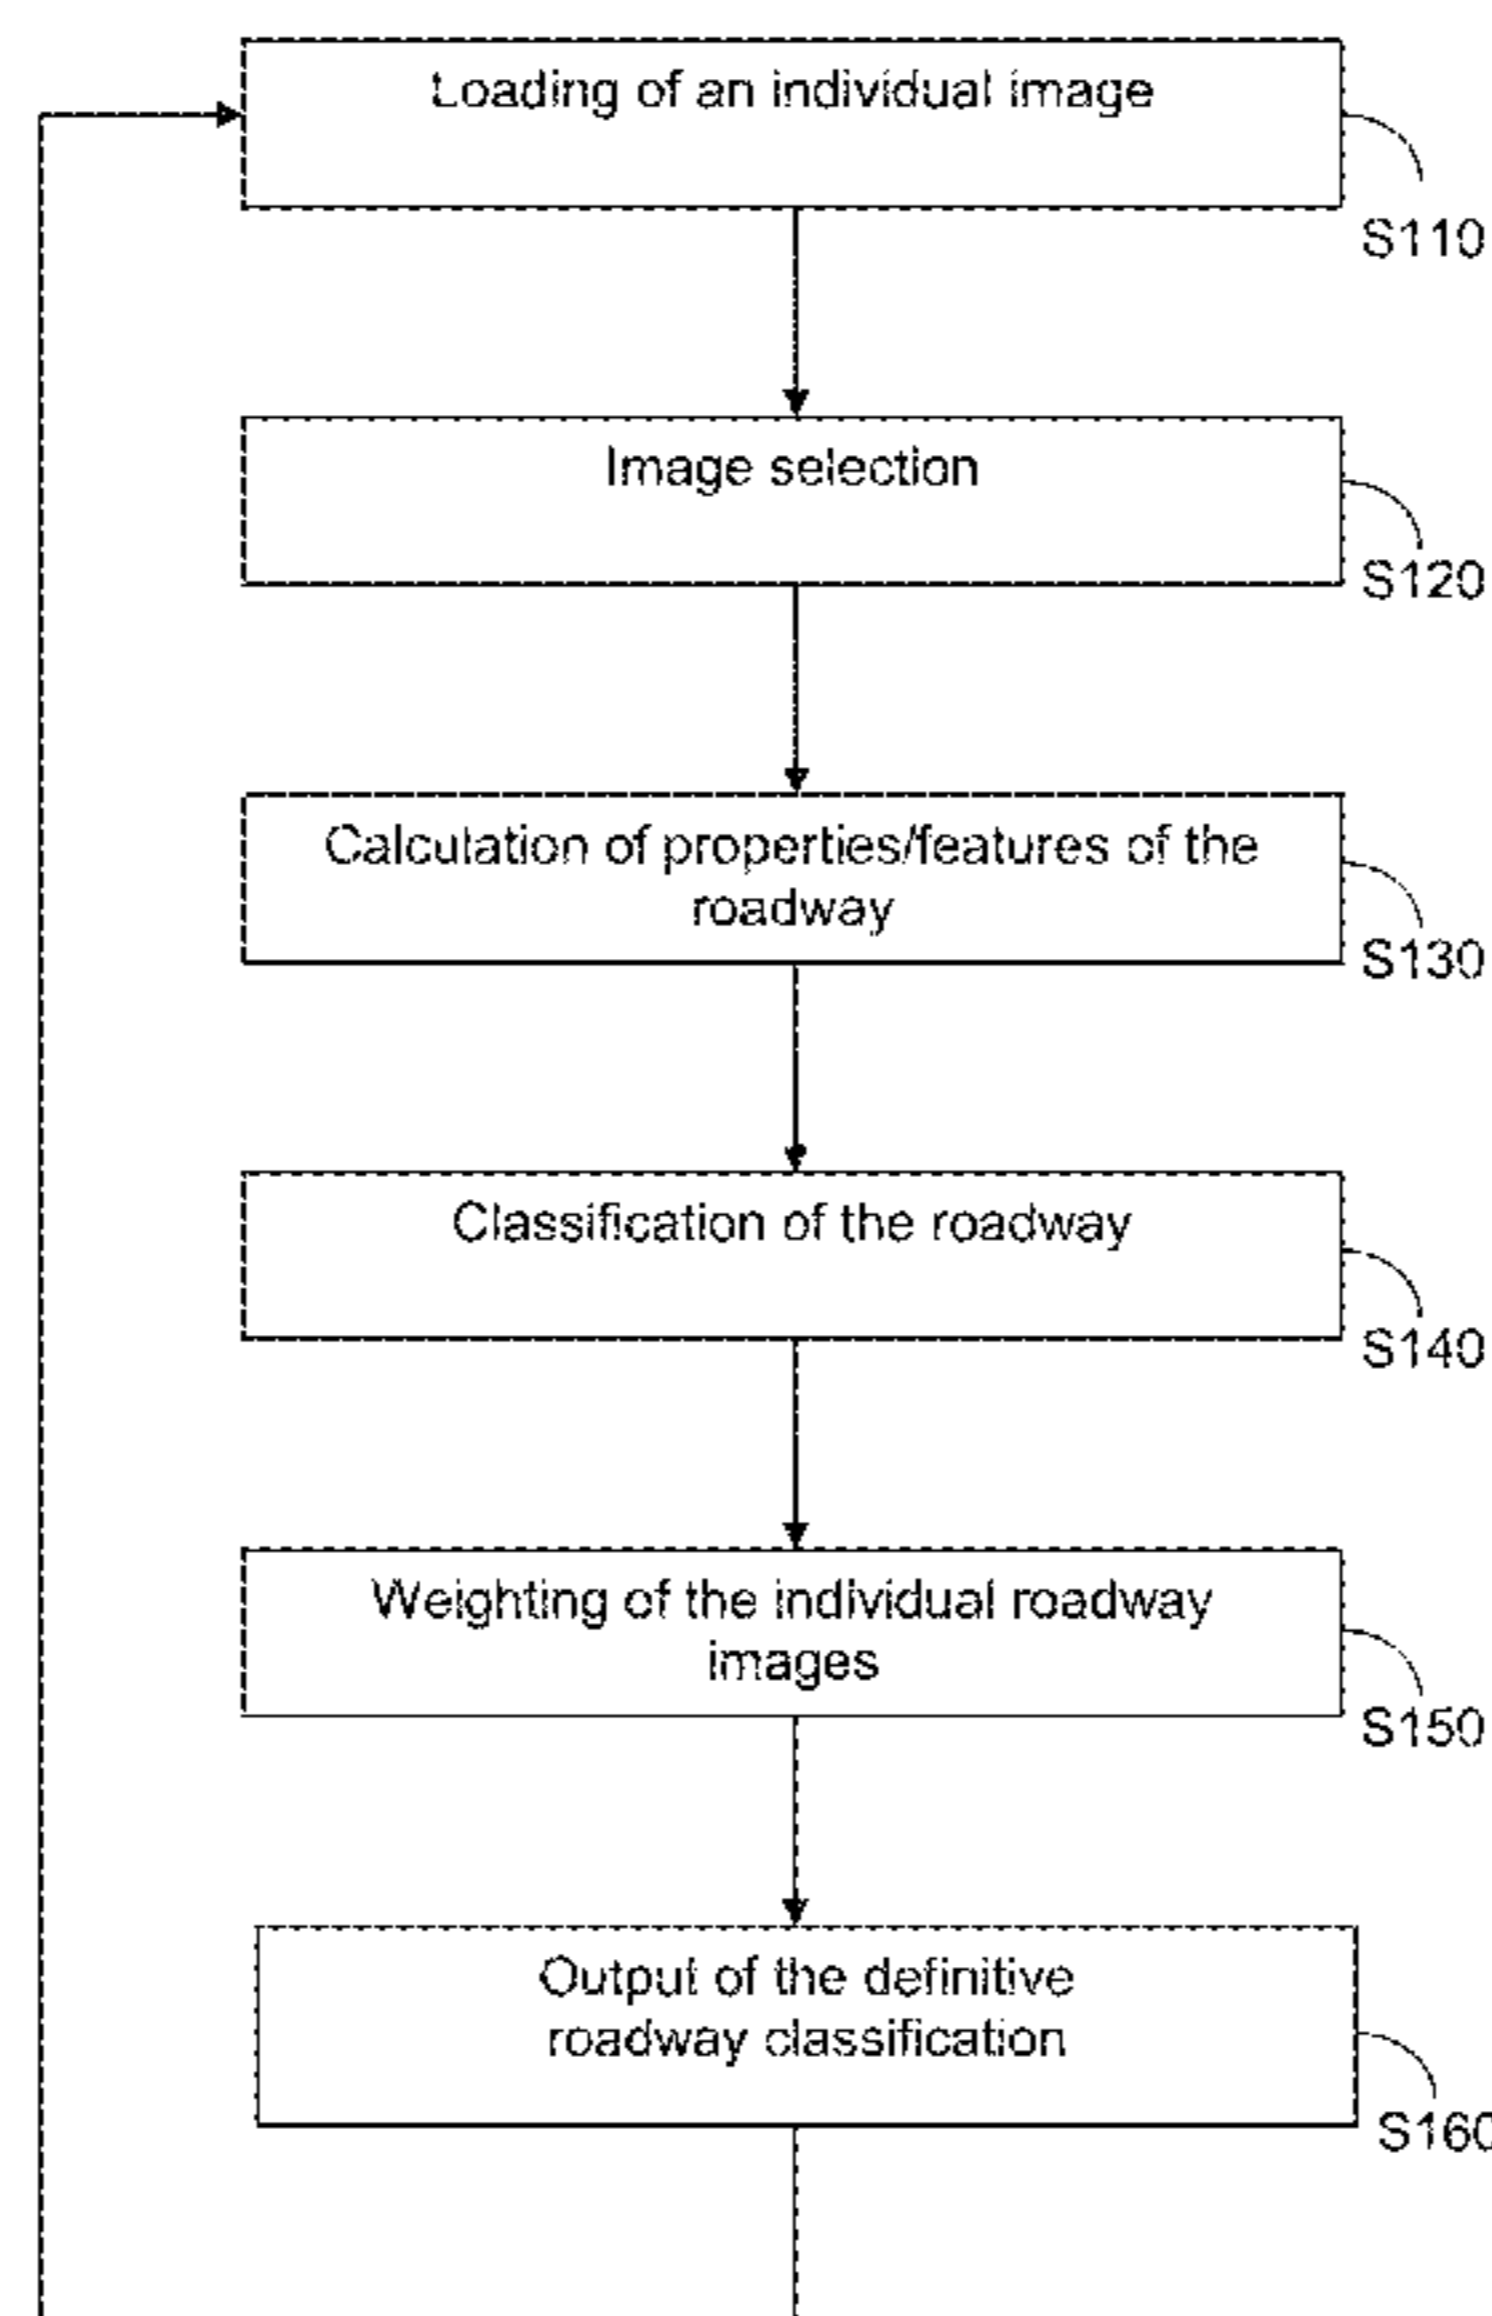 Loading of an individual image
S110
Image selection
S120
Calculation of properties/features of the
roadway
S130
Classification of the roadway
S140
Weighting of the individual roadway
images
S150
Output of the definitive
roadway classification
S160